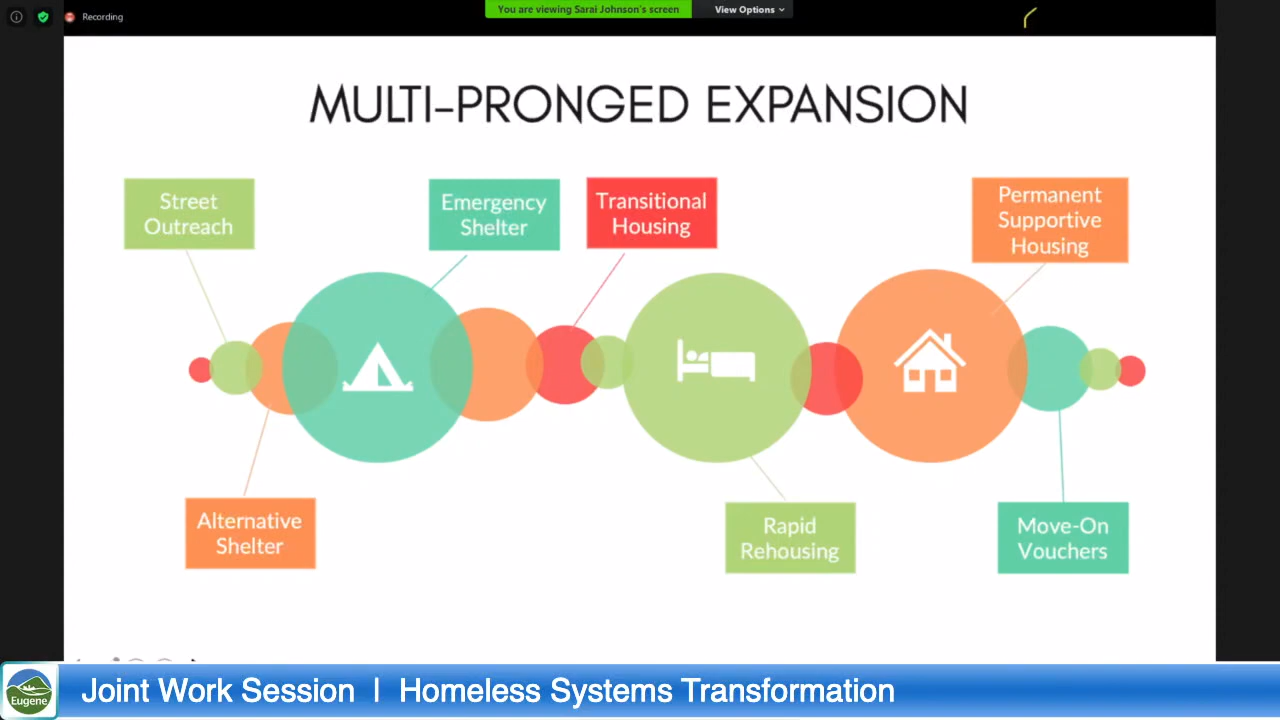 Recording
You are viewing Sarai Johnson's screen
View Options
MULTI-PRONGED EXPANSION
Street
Outreach
Emergency
Shelter
Transitional
Housing
Permanent
Supportive
Housing
Alternative
Shelter
Rapid
Rehousing
Move-On
Vouchers
Eugene
Joint Work Session | Homeless Systems Transformation